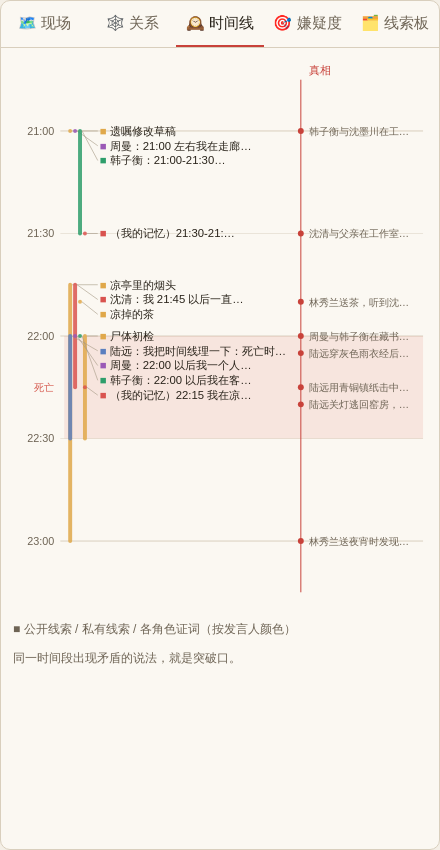 🗺️ 现场 🕸️ 关系 🕰️ 时间线 🎯 嫌疑度 🗂️ 线索板
真相
21:00 遗嘱修改草稿 韩子衡与沈墨川在工…
周曼：21:00 左右我在走廊…
韩子衡：21:00-21:30…
21:30 （我的记忆）21:30-21:… 沈清与父亲在工作室…
凉亭里的烟头
沈清：我 21:45 以后一直… 林秀兰送茶，听到沈…
凉掉的茶
22:00 尸体初检 周曼与韩子衡在藏书…
陆远：我把时间线理一下：死亡时… 陆远穿灰色雨衣经后…
周曼：22:00 以后我一个人…
韩子衡：22:00 以后我在客…
死亡 陆远用青铜镇纸击中…
（我的记忆）22:15 我在凉…
陆远关灯逃回窑房，…
22:30
23:00 林秀兰送夜宵时发现…
■ 公开线索 / 私有线索 / 各角色证词（按发言人颜色）
同一时间段出现矛盾的说法，就是突破口。